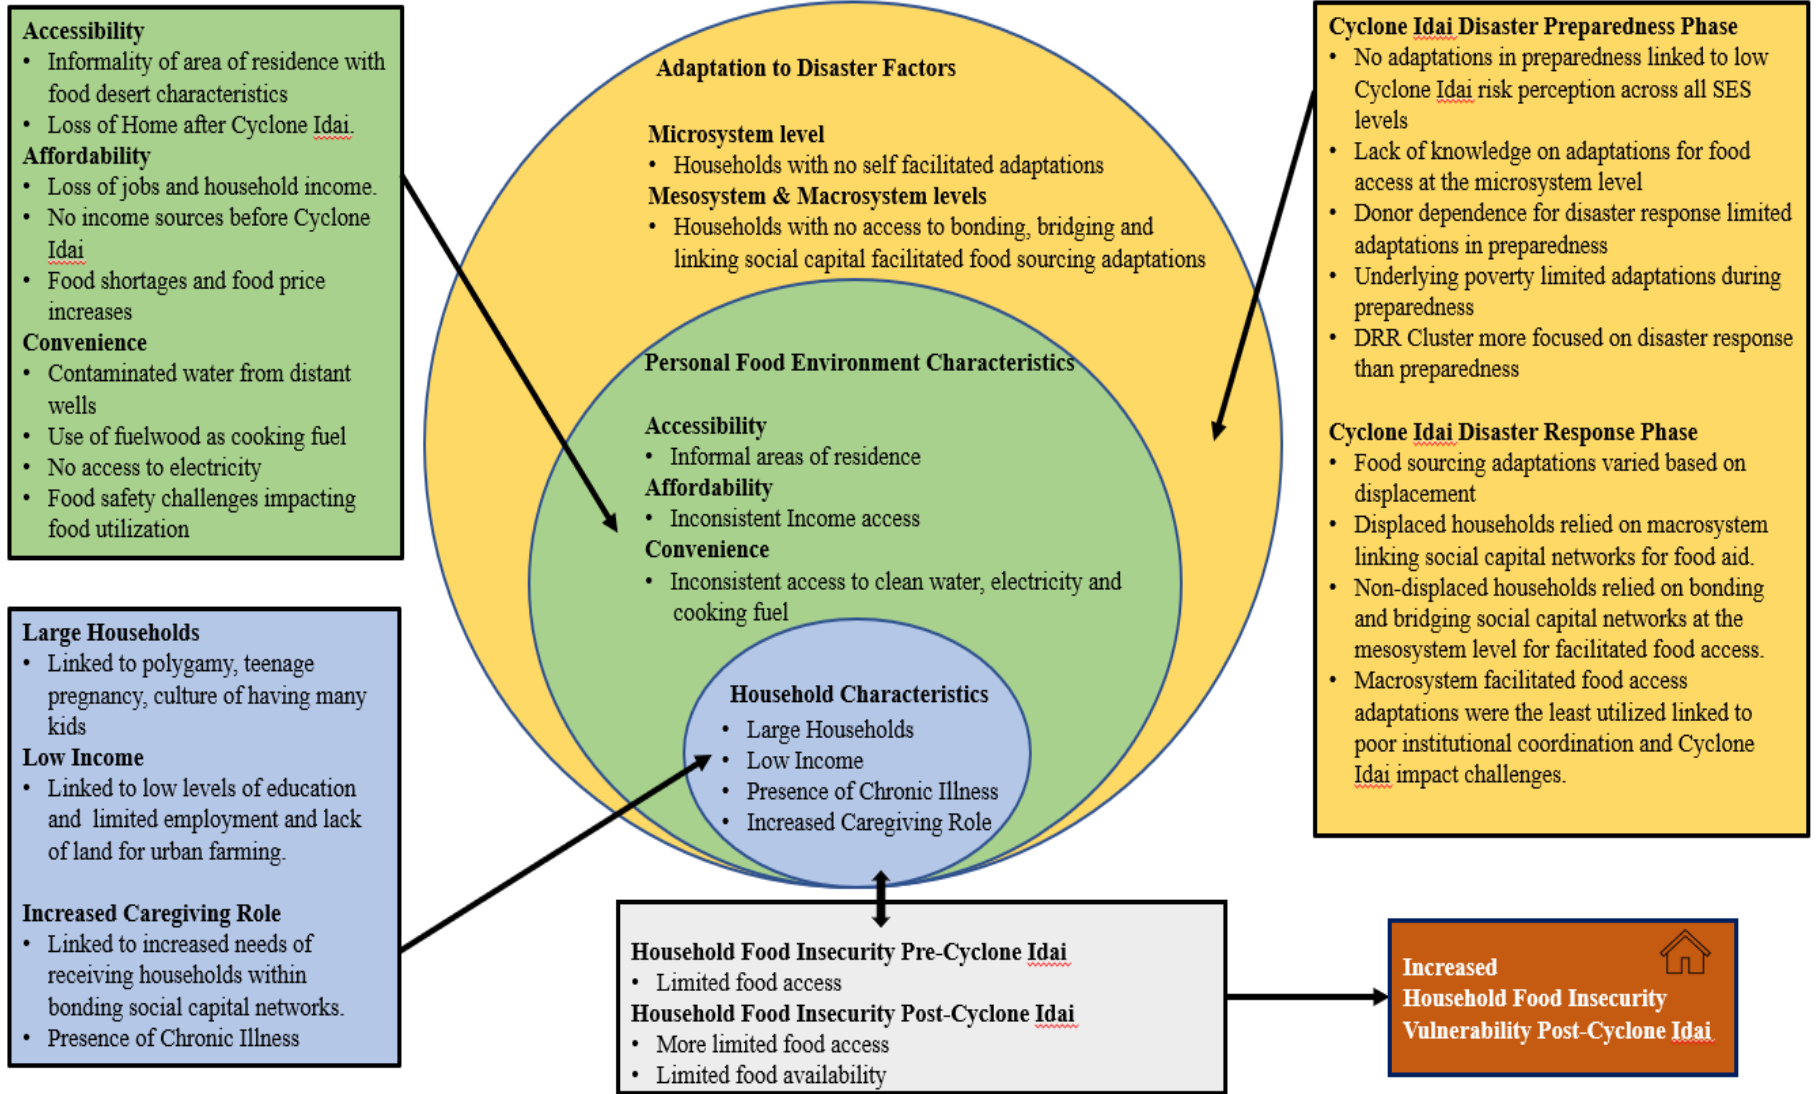 Accessibility
• Informality of area of residence with
food desert characteristics
• Loss of Home after Cyclone Idai.
Affordability
• Loss of jobs and household income.
• No income sources before Cyclone
Idai
• Food shortages and food price
increases
Convenience
• Contaminated water from distant
wells
• Use of fuelwood as cooking fuel
• No access to electricity
• Food safety challenges impacting
food utilization
Large Households
• Linked to polygamy, teenage
pregnancy, culture of having many
kids
Low Income
• Linked to low levels of education
and limited employment and lack
of land for urban farming.
Increased Caregiving Role
• Linked to increased needs of
receiving households within
bonding social capital networks.
• Presence of Chronic Illness
Adaptation to Disaster Factors
Microsystem level
• Households with no self facilitated adaptations
Mesosystem & Macrosystem levels
• Households with no access to bonding, bridging and
linking social capital facilitated food sourcing adaptations
Personal Food Environment Characteristics
Accessibility
• Informal areas of residence
Affordability
• Inconsistent Income access
Convenience
• Inconsistent access to clean water, electricity and
cooking fuel
Household Characteristics
• Large Households
• Low Income
• Presence of Chronic Illness
• Increased Caregiving Role
Household Food Insecurity Pre-Cyclone Idai
• Limited food access
Household Food Insecurity Post-Cyclone Idai
• More limited food access
• Limited food availability
Cyclone Idai Disaster Preparedness Phase
• No adaptations in preparedness linked to low
Cyclone Idai risk perception across all SES
levels
• Lack of knowledge on adaptations for food
access at the microsystem level
• Donor dependence for disaster response limited
adaptations in preparedness
• Underlying poverty limited adaptations during
preparedness
• DRR Cluster more focused on disaster response
than preparedness
Cyclone Idai Disaster Response Phase
• Food sourcing adaptations varied based on
displacement
• Displaced households relied on macrosystem
linking social capital networks for food aid.
• Non-displaced households relied on bonding
and bridging social capital networks at the
mesosystem level for facilitated food access.
• Macrosystem facilitated food access
adaptations were the least utilized linked to
poor institutional coordination and Cyclone
Idai impact challenges.
Increased
Household Food Insecurity
Vulnerability Post-Cyclone Idai